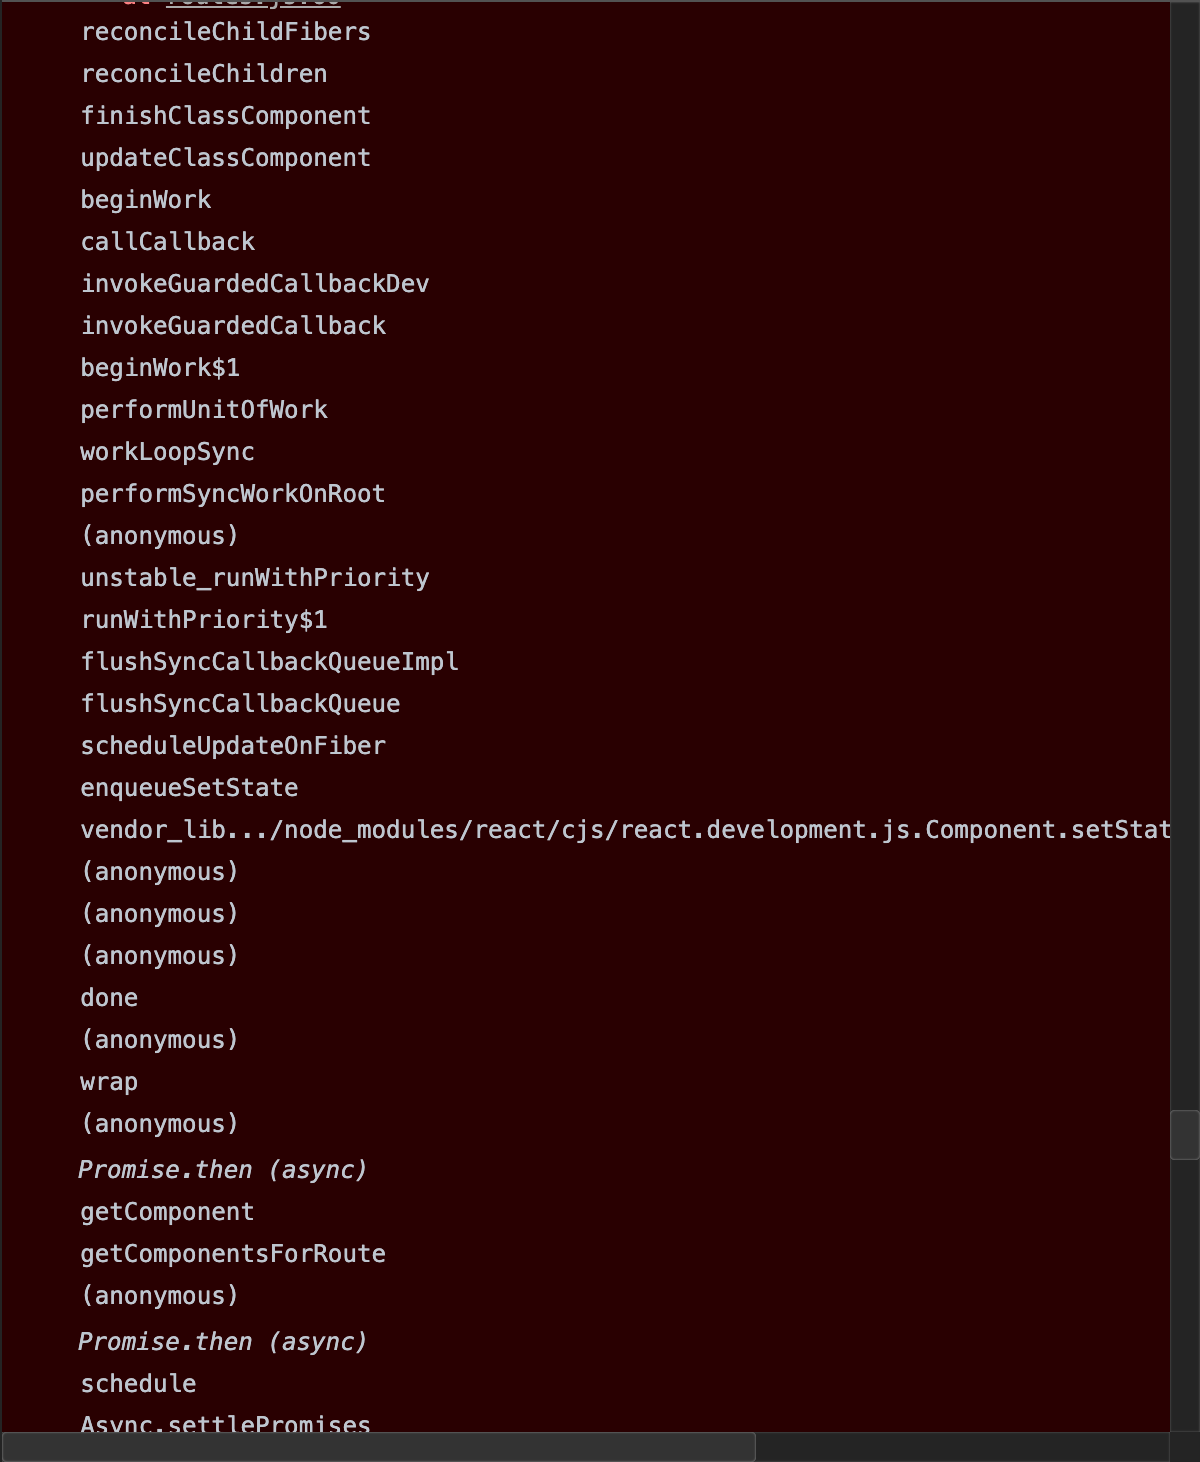 reconcileChildFibers
reconcileChildren
finishClassComponent
updateClassComponent
beginWork
callCallback
invokeGuardedCallbackDev
invokeGuardedCallback
beginWork$1
performUnitOfWork
workLoopSync
performSyncWorkOnRoot
(anonymous)
unstable_runWithPriority
runWithPriority$1
flushSyncCallbackQueueImpl
flushSyncCallbackQueue
scheduleUpdateOnFiber
enqueueSetState
vendor_lib.../node_modules/react/cjs/react.development.js.Component.setStat
(anonymous)
(anonymous)
(anonymous)
done
(anonymous)
wrap
(anonymous)
Promise.then (async)
getComponent
getComponentsForRoute
(anonymous)
Promise.then (async)
schedule
Async.settlePromises